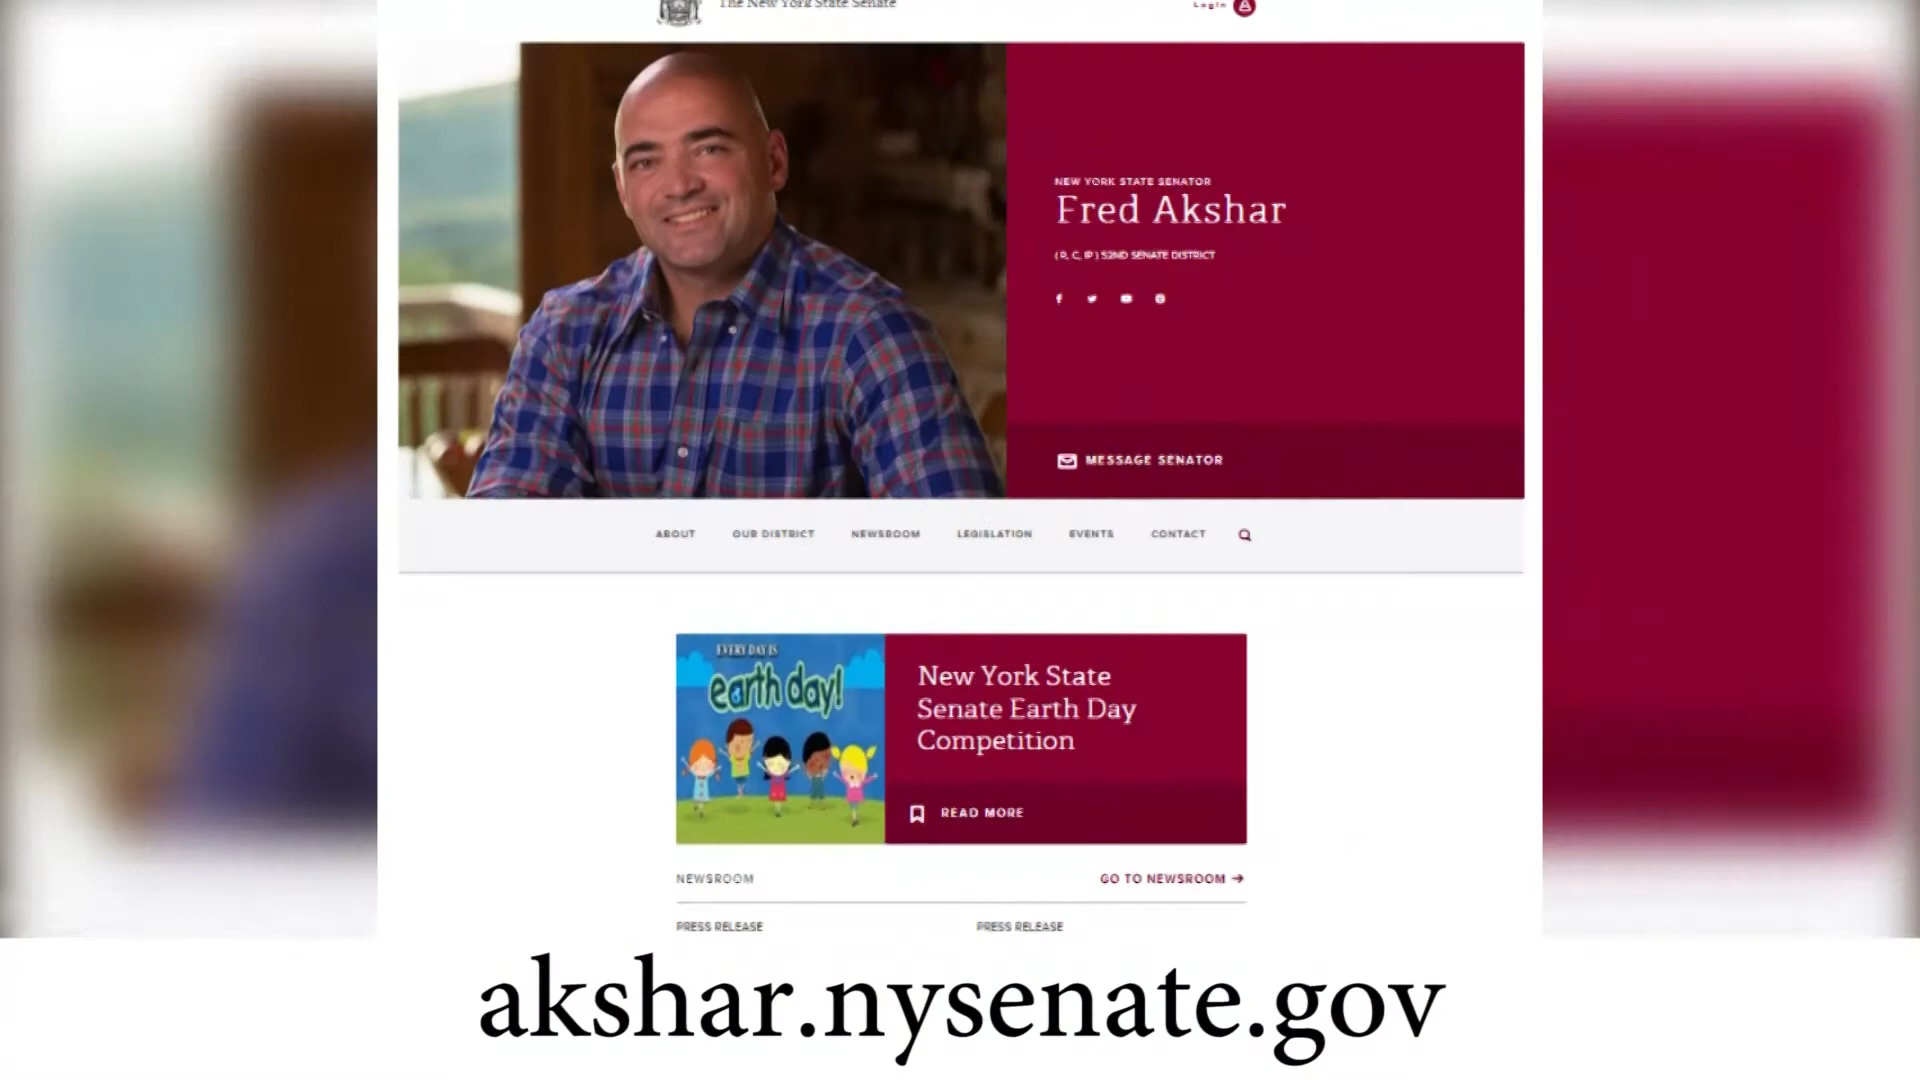 The New York State Senate
Login
NEW YORK STATE SENATOR
Fred Akshar
( R, C, IP ) 52ND SENATE DISTRICT
MESSAGE SENATOR
ABOUT OUR DISTRICT NEWSROOM LEGISLATION EVENTS CONTACT
EVERY DAY IS
earth day!
New York State
Senate Earth Day
Competition
READ MORE
NEWSROOM GO TO NEWSROOM →
PRESS RELEASE PRESS RELEASE
akshar.nysenate.gov